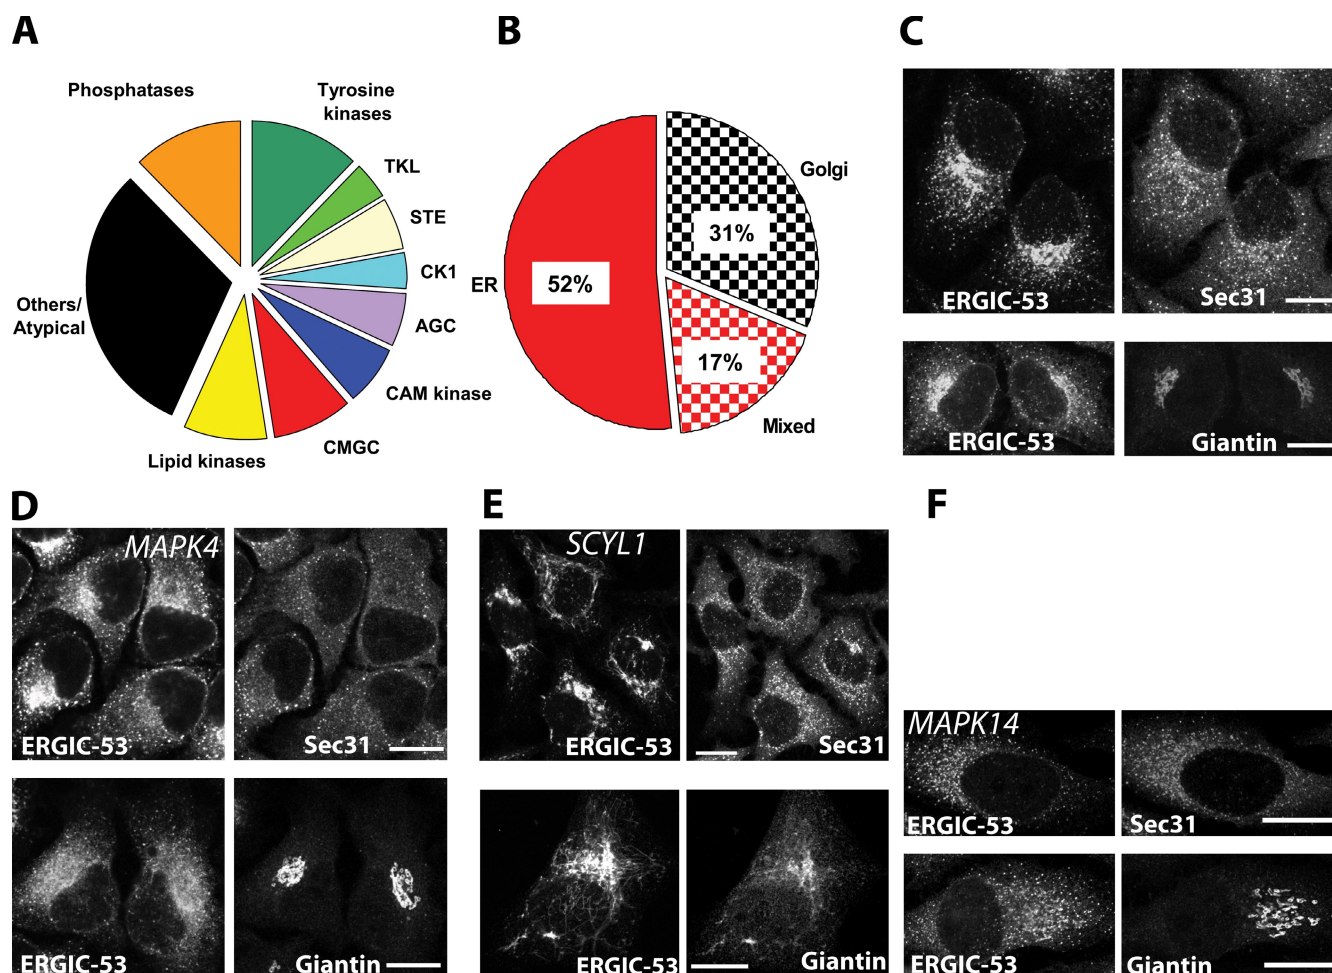 A
Phosphatases
Tyrosine
kinases
TKL
STE
CK1
AGC
CAM kinase
CMGC
Lipid kinases
Others/
Atypical
B
Golgi
31%
ER
52%
17%
Mixed
C
ERGIC-53
Sec31
ERGIC-53
Giantin
D
MAPK4
ERGIC-53
Sec31
ERGIC-53
Giantin
E
SCYL1
ERGIC-53
Sec31
ERGIC-53
Giantin
F
MAPK14
ERGIC-53
Sec31
ERGIC-53
Giantin